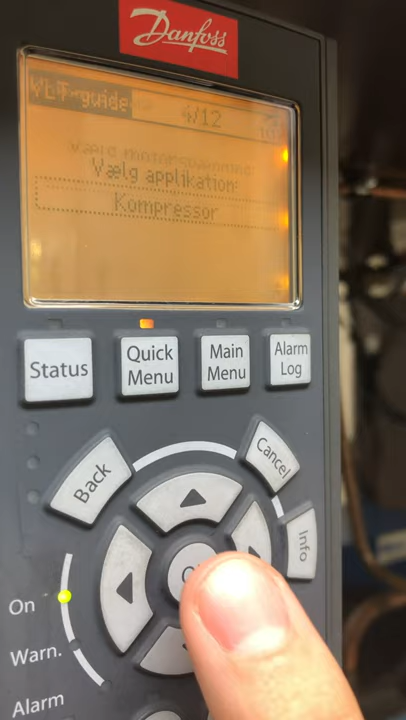 Danfoss
VLT-guide 4/12
Vælg applikation:
Kompressor
Status
Quick
Menu
Main
Menu
Alarm
Log
Back
Cancel
Info
On
Warn.
Alarm